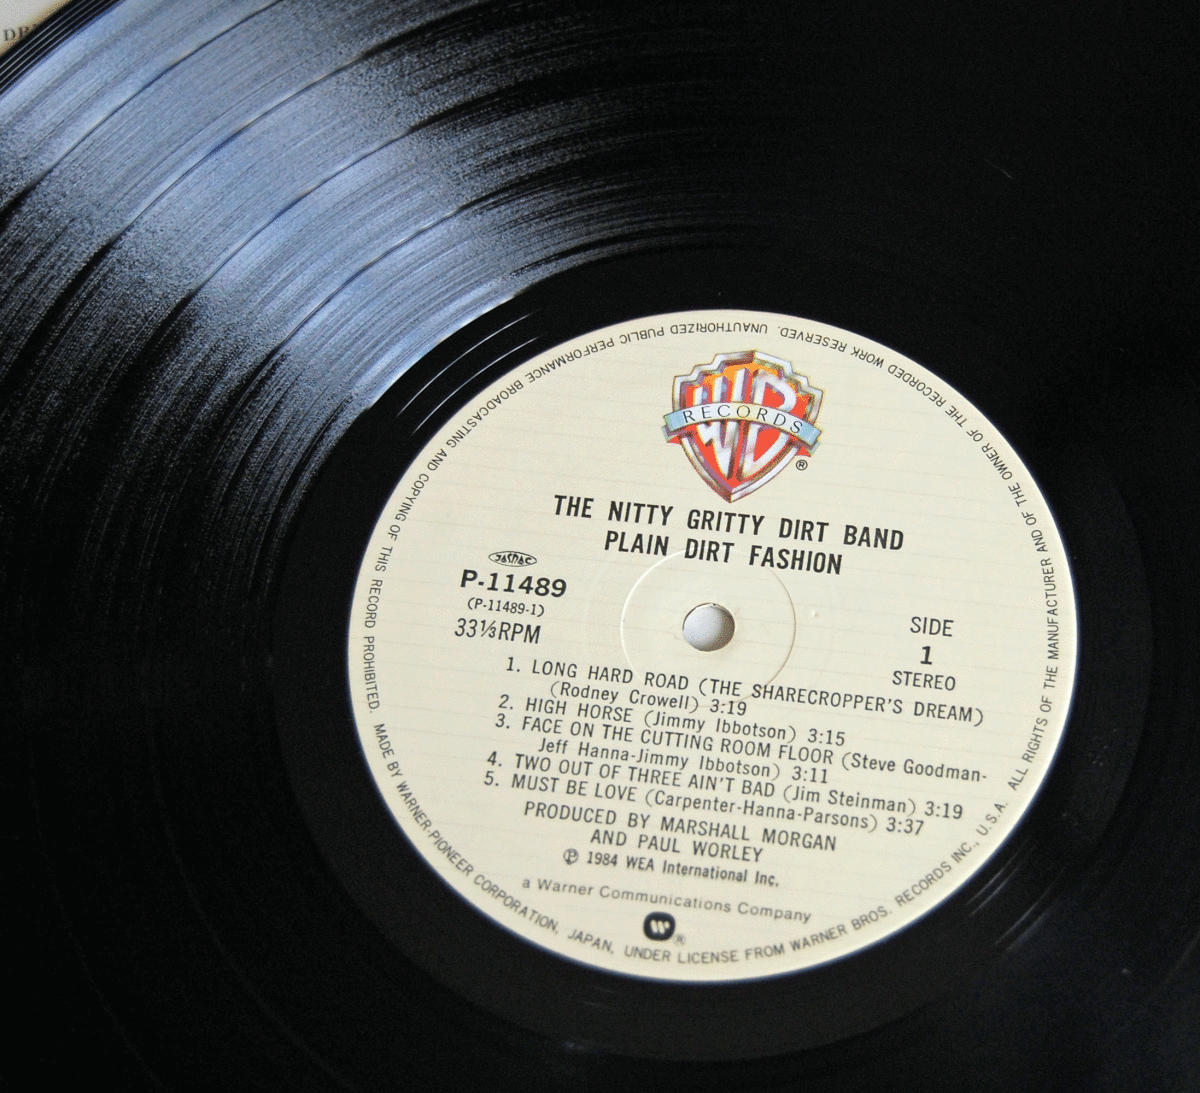 WB
RECORDS
®
THE NITTY GRITTY DIRT BAND
PLAIN DIRT FASHION
JASRAC
P-11489
(P-11489-1)
33⅓RPM
SIDE
1
STEREO
1. LONG HARD ROAD (THE SHARECROPPER'S DREAM)
(Rodney Crowell) 3:19
2. HIGH HORSE (Jimmy Ibbotson) 3:15
3. FACE ON THE CUTTING ROOM FLOOR (Steve Goodman-
Jeff Hanna-Jimmy Ibbotson) 3:11
4. TWO OUT OF THREE AIN'T BAD (Jim Steinman) 3:19
5. MUST BE LOVE (Carpenter-Hanna-Parsons) 3:37
PRODUCED BY MARSHALL MORGAN
AND PAUL WORLEY
℗ 1984 WEA International Inc.
a Warner Communications Company
W ®
MADE BY WARNER-PIONEER CORPORATION, JAPAN, UNDER LICENSE FROM WARNER BROS. RECORDS INC., U.S.A. ALL RIGHTS OF THE MANUFACTURER AND OF THE OWNER OF THE RECORDED WORK RESERVED. UNAUTHORIZED PUBLIC PERFORMANCE BROADCASTING AND COPYING OF THIS RECORD PROHIBITED.